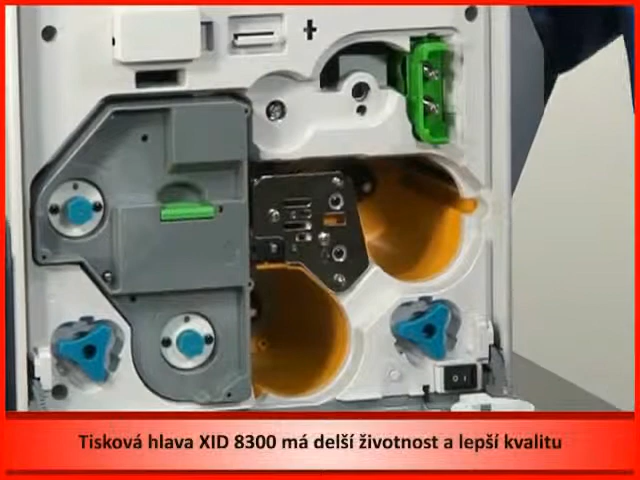 Tisková hlava XID 8300 má delší životnost a lepší kvalitu